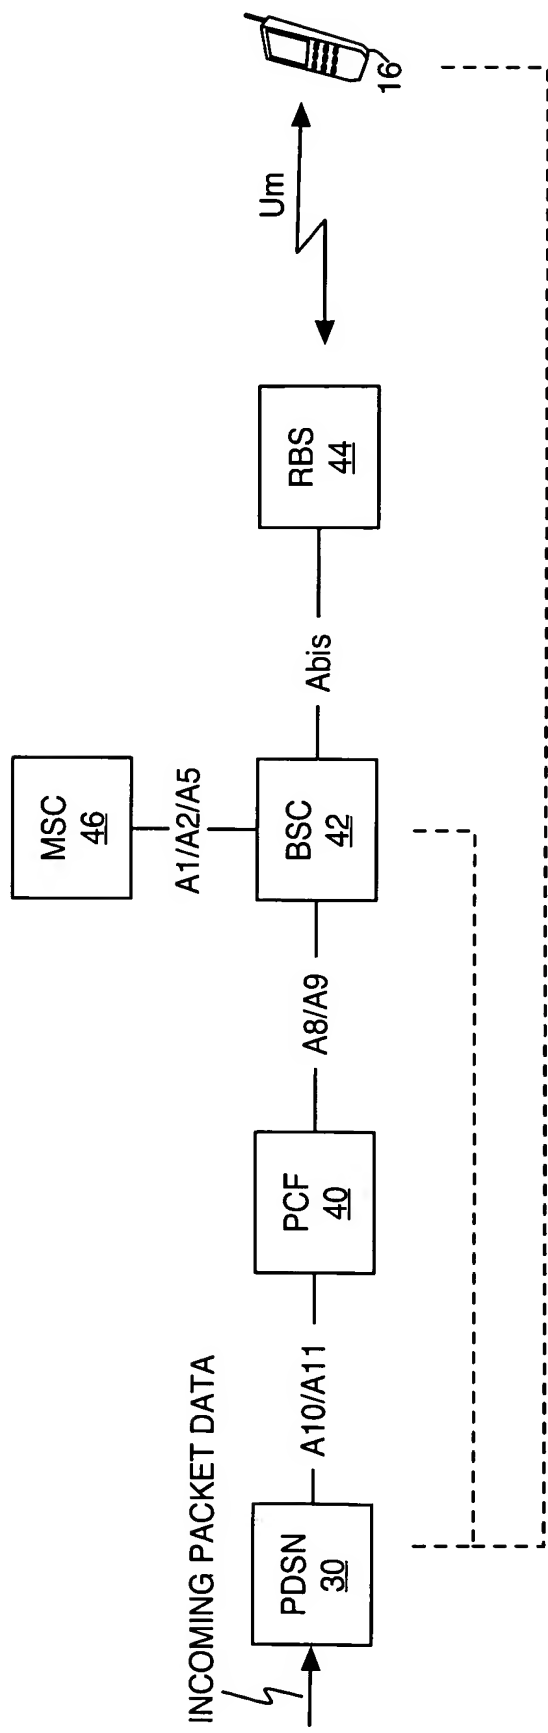 INCOMING PACKET DATA
PDSN
30
A10/A11
PCF
40
A8/A9
BSC
42
A1/A2/A5
MSC
46
Abis
RBS
44
Um
16